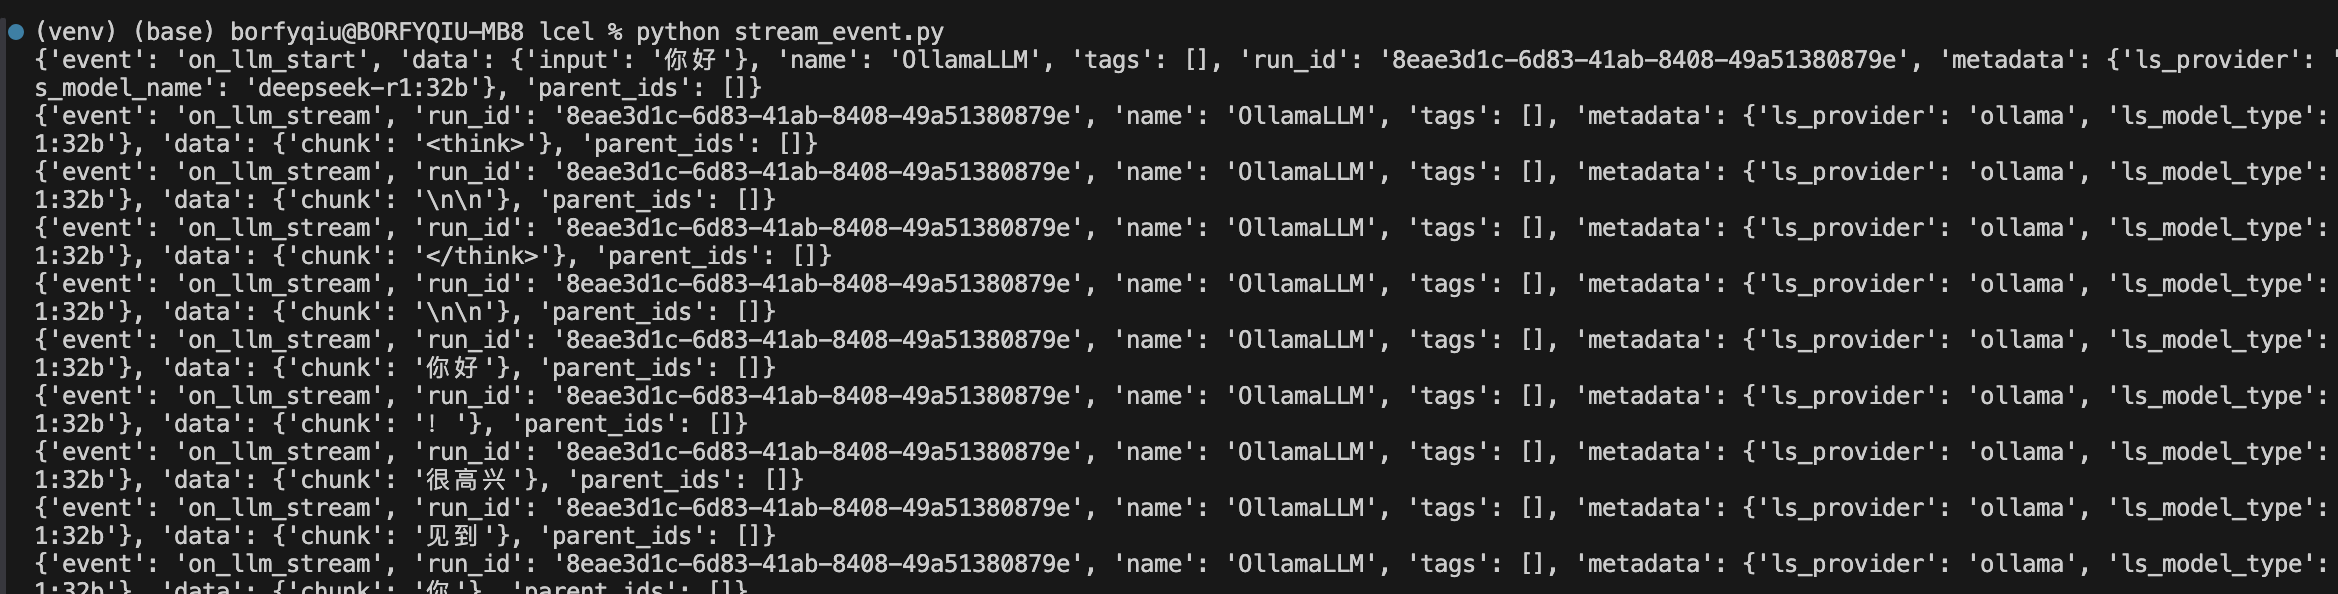 (venv) (base) borfyqiu@BORFYQIU-MB8 lcel % python stream_event.py
{'event': 'on_llm_start', 'data': {'input': '你好'}, 'name': 'OllamaLLM', 'tags': [], 'run_id': '8eae3d1c-6d83-41ab-8408-49a51380879e', 'metadata': {'ls_provider': '
s_model_name': 'deepseek-r1:32b'}, 'parent_ids': []}
{'event': 'on_llm_stream', 'run_id': '8eae3d1c-6d83-41ab-8408-49a51380879e', 'name': 'OllamaLLM', 'tags': [], 'metadata': {'ls_provider': 'ollama', 'ls_model_type':
1:32b'}, 'data': {'chunk': '<think>'}, 'parent_ids': []}
{'event': 'on_llm_stream', 'run_id': '8eae3d1c-6d83-41ab-8408-49a51380879e', 'name': 'OllamaLLM', 'tags': [], 'metadata': {'ls_provider': 'ollama', 'ls_model_type':
1:32b'}, 'data': {'chunk': '\n\n'}, 'parent_ids': []}
{'event': 'on_llm_stream', 'run_id': '8eae3d1c-6d83-41ab-8408-49a51380879e', 'name': 'OllamaLLM', 'tags': [], 'metadata': {'ls_provider': 'ollama', 'ls_model_type':
1:32b'}, 'data': {'chunk': '</think>'}, 'parent_ids': []}
{'event': 'on_llm_stream', 'run_id': '8eae3d1c-6d83-41ab-8408-49a51380879e', 'name': 'OllamaLLM', 'tags': [], 'metadata': {'ls_provider': 'ollama', 'ls_model_type':
1:32b'}, 'data': {'chunk': '\n\n'}, 'parent_ids': []}
{'event': 'on_llm_stream', 'run_id': '8eae3d1c-6d83-41ab-8408-49a51380879e', 'name': 'OllamaLLM', 'tags': [], 'metadata': {'ls_provider': 'ollama', 'ls_model_type':
1:32b'}, 'data': {'chunk': '你好'}, 'parent_ids': []}
{'event': 'on_llm_stream', 'run_id': '8eae3d1c-6d83-41ab-8408-49a51380879e', 'name': 'OllamaLLM', 'tags': [], 'metadata': {'ls_provider': 'ollama', 'ls_model_type':
1:32b'}, 'data': {'chunk': '！'}, 'parent_ids': []}
{'event': 'on_llm_stream', 'run_id': '8eae3d1c-6d83-41ab-8408-49a51380879e', 'name': 'OllamaLLM', 'tags': [], 'metadata': {'ls_provider': 'ollama', 'ls_model_type':
1:32b'}, 'data': {'chunk': '很高兴'}, 'parent_ids': []}
{'event': 'on_llm_stream', 'run_id': '8eae3d1c-6d83-41ab-8408-49a51380879e', 'name': 'OllamaLLM', 'tags': [], 'metadata': {'ls_provider': 'ollama', 'ls_model_type':
1:32b'}, 'data': {'chunk': '见到'}, 'parent_ids': []}
{'event': 'on_llm_stream', 'run_id': '8eae3d1c-6d83-41ab-8408-49a51380879e', 'name': 'OllamaLLM', 'tags': [], 'metadata': {'ls_provider': 'ollama', 'ls_model_type':
1:32b'}, 'data': {'chunk': '你'}, 'parent_ids': []}